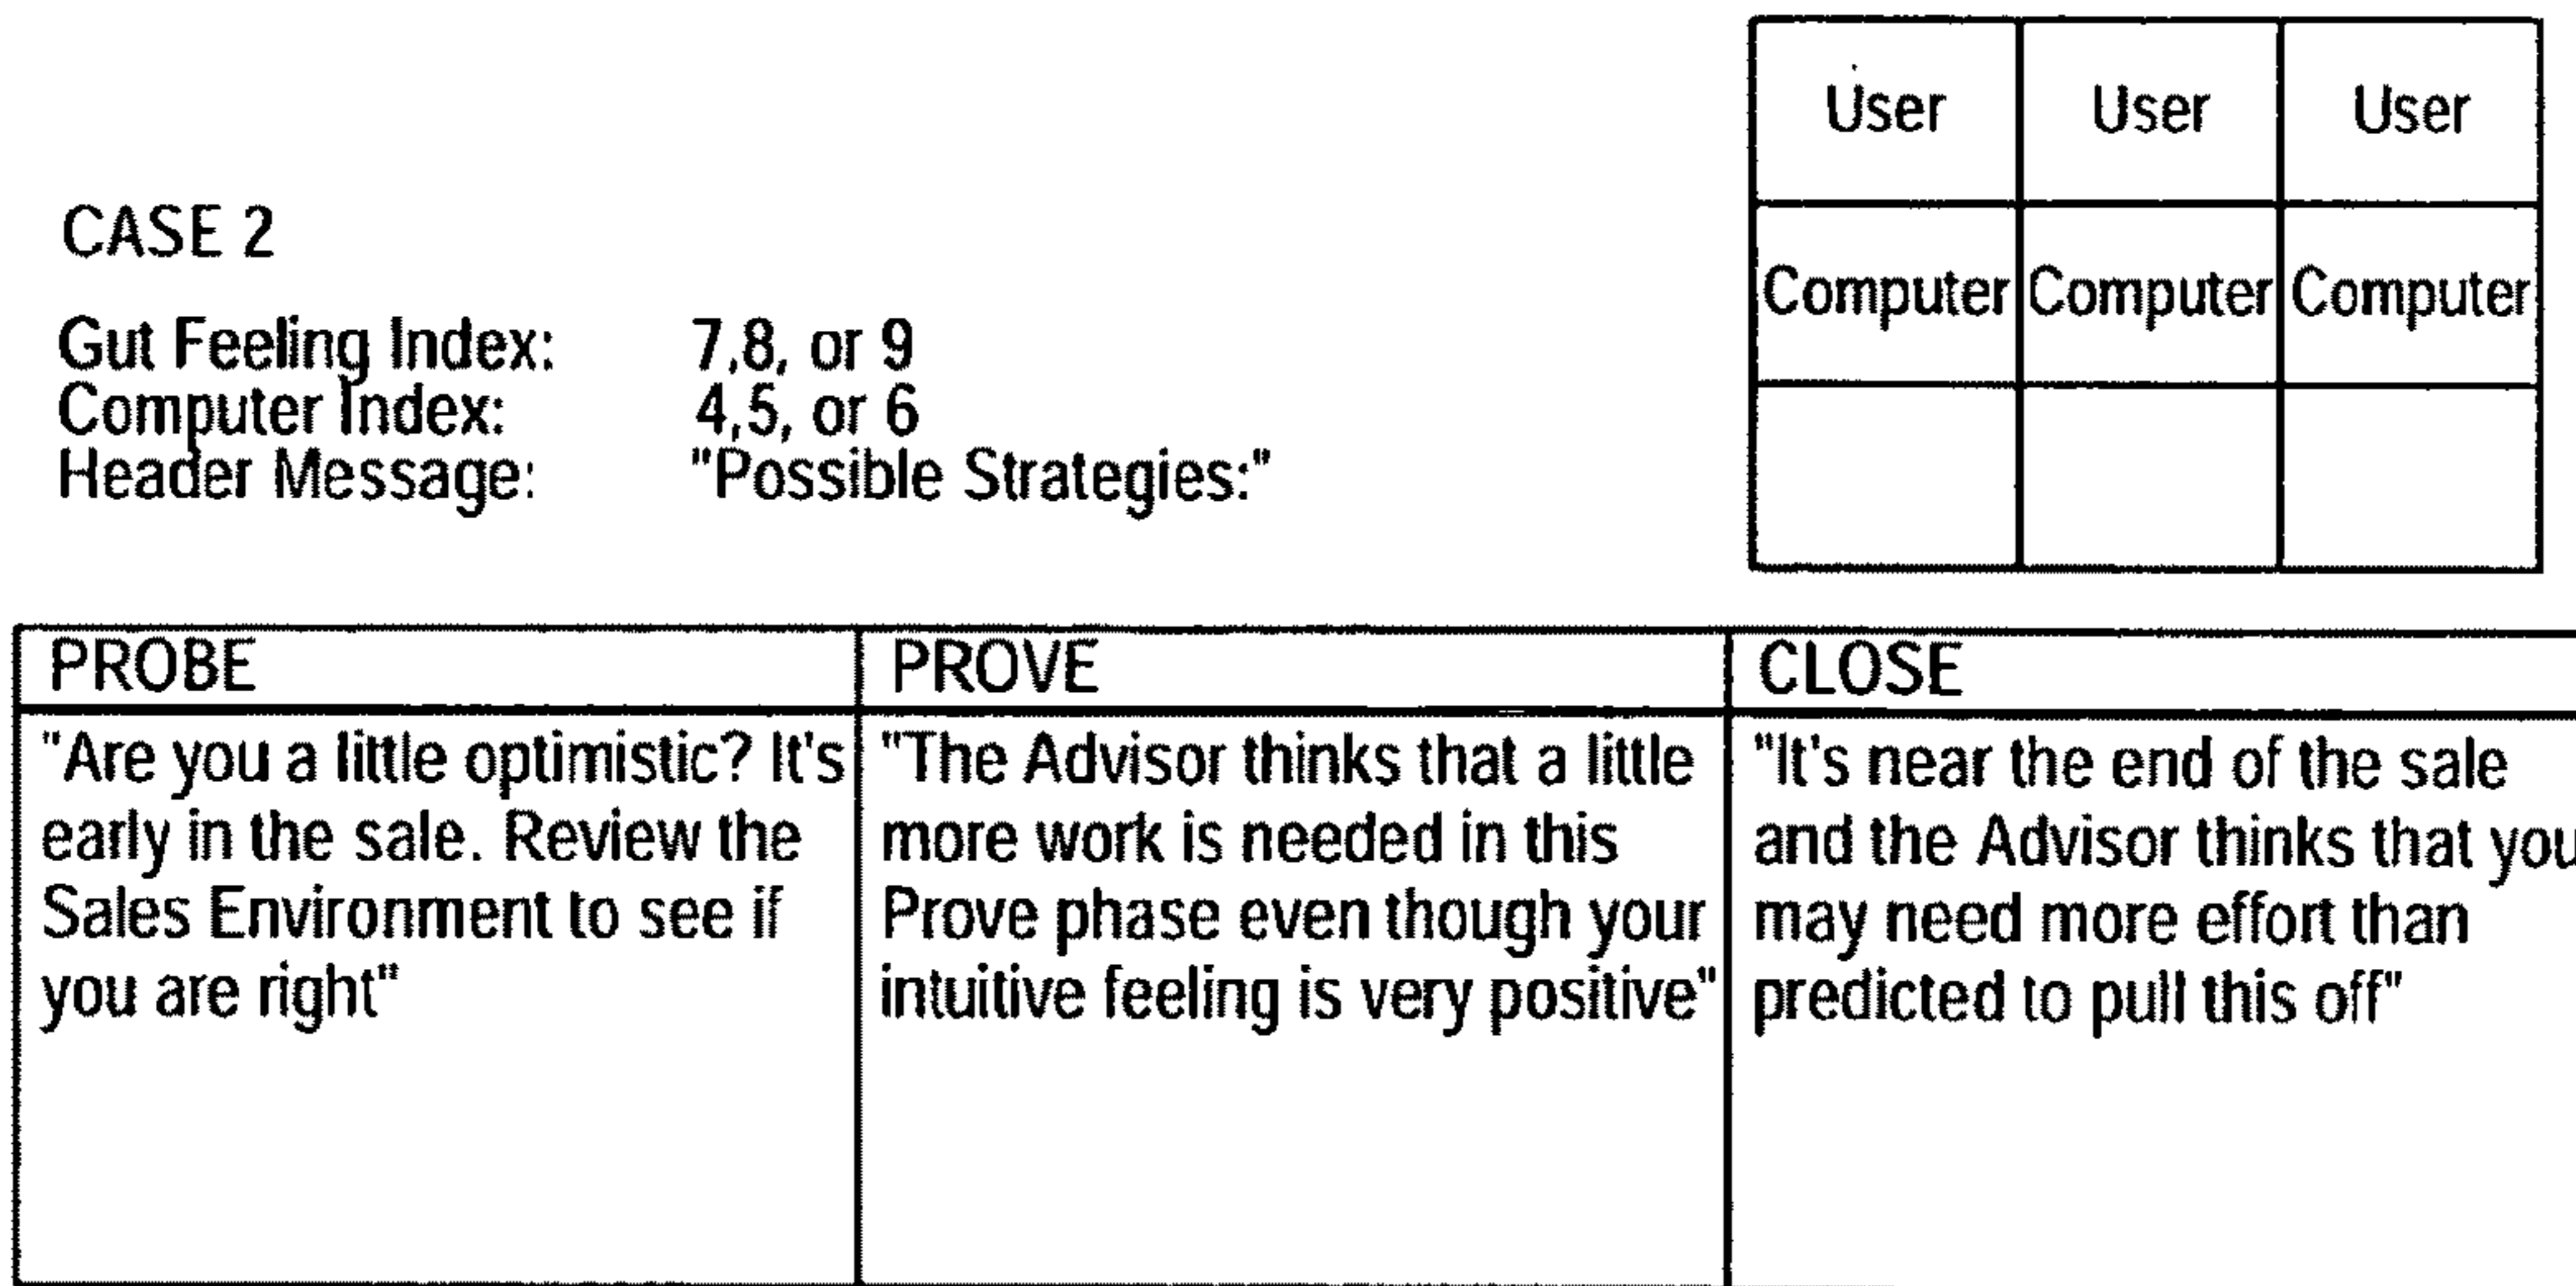 User User User
CASE 2
Computer Computer Computer
Gut Feeling Index: 7,8, or 9
Computer Index: 4,5, or 6
Header Message: "Possible Strategies:"
PROBE
"Are you a little optimistic? It's
early in the sale. Review the
Sales Environment to see if
you are right"
PROVE
"The Advisor thinks that a little
more work is needed in this
Prove phase even though your
intuitive feeling is very positive"
CLOSE
"It's near the end of the sale
and the Advisor thinks that you
may need more effort than
predicted to pull this off"